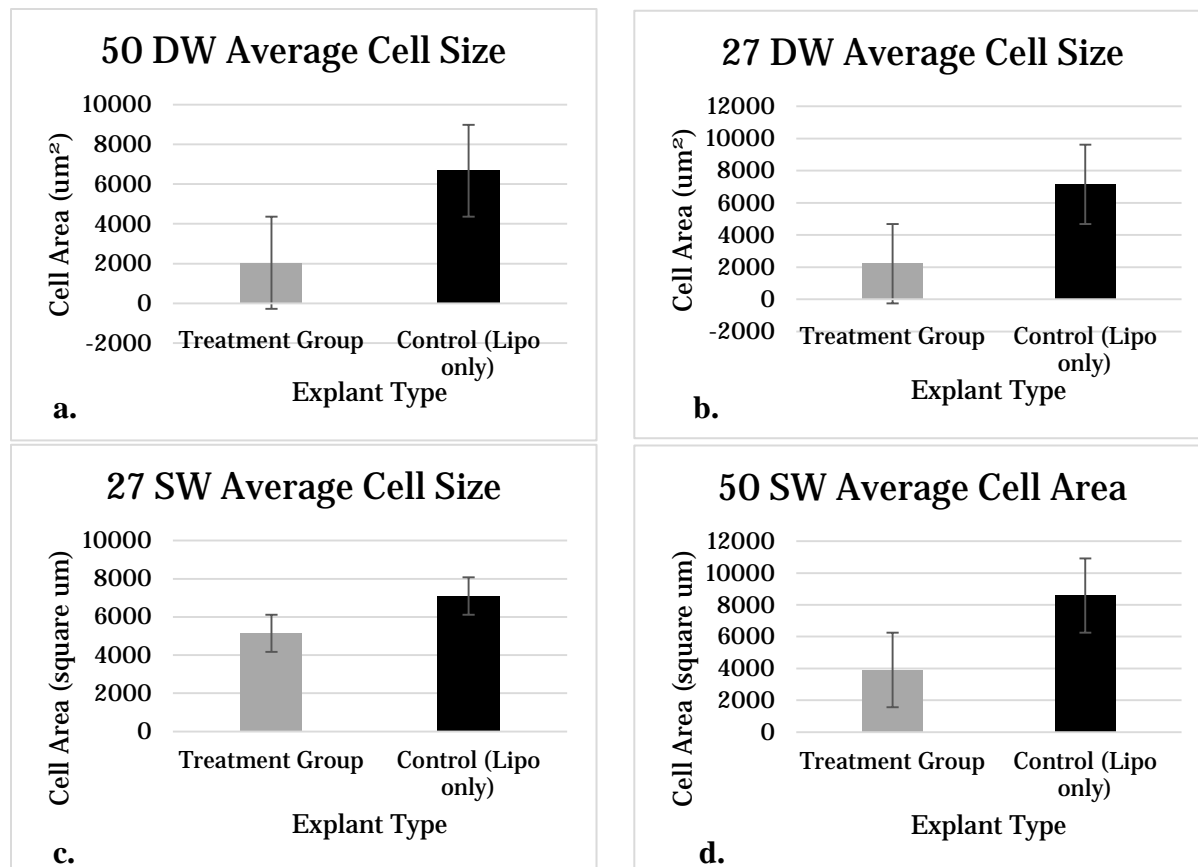 50 DW Average Cell Size
10000
8000
6000
4000
2000
0
-2000
Cell Area (um²)
Treatment Group
Control (Lipo
only)
Explant Type
a.
27 DW Average Cell Size
12000
10000
8000
6000
4000
2000
0
-2000
Cell Area (um²)
Treatment Group
Control (Lipo
only)
Explant Type
b.
27 SW Average Cell Size
10000
8000
6000
4000
2000
0
Cell Area (square um)
Treatment Group
Control (Lipo
only)
Explant Type
c.
50 SW Average Cell Area
12000
10000
8000
6000
4000
2000
0
Cell Area (square um)
Treatment Group
Control (Lipo
only)
Explant Type
d.